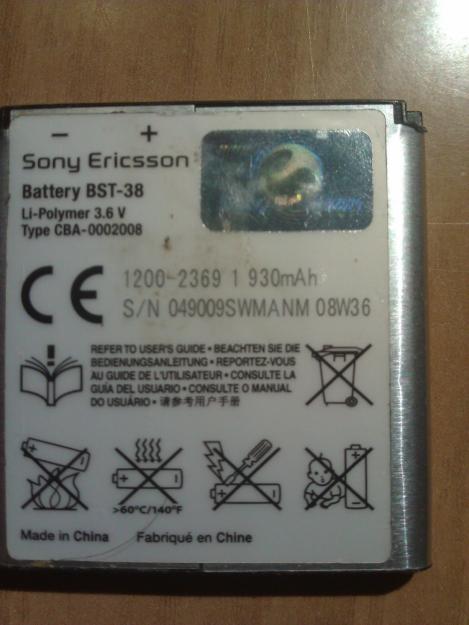 − +
Sony Ericsson
Battery BST-38
Li-Polymer 3.6 V
Type CBA-0002008
CE 1200-2369 1 930mAh
S/N 049009SWMANM 08W36
REFER TO USER'S GUIDE • BEACHTEN SIE DIE
BEDIENUNGSANLEITUNG • REPORTEZ-VOUS
AU GUIDE DE L'UTILISATEUR • CONSULTE LA
GUÍA DEL USUARIO • CONSULTE O MANUAL
DO USUÁRIO • 请参考用户手册
>60°C/140°F
Made in China Fabriqué en Chine